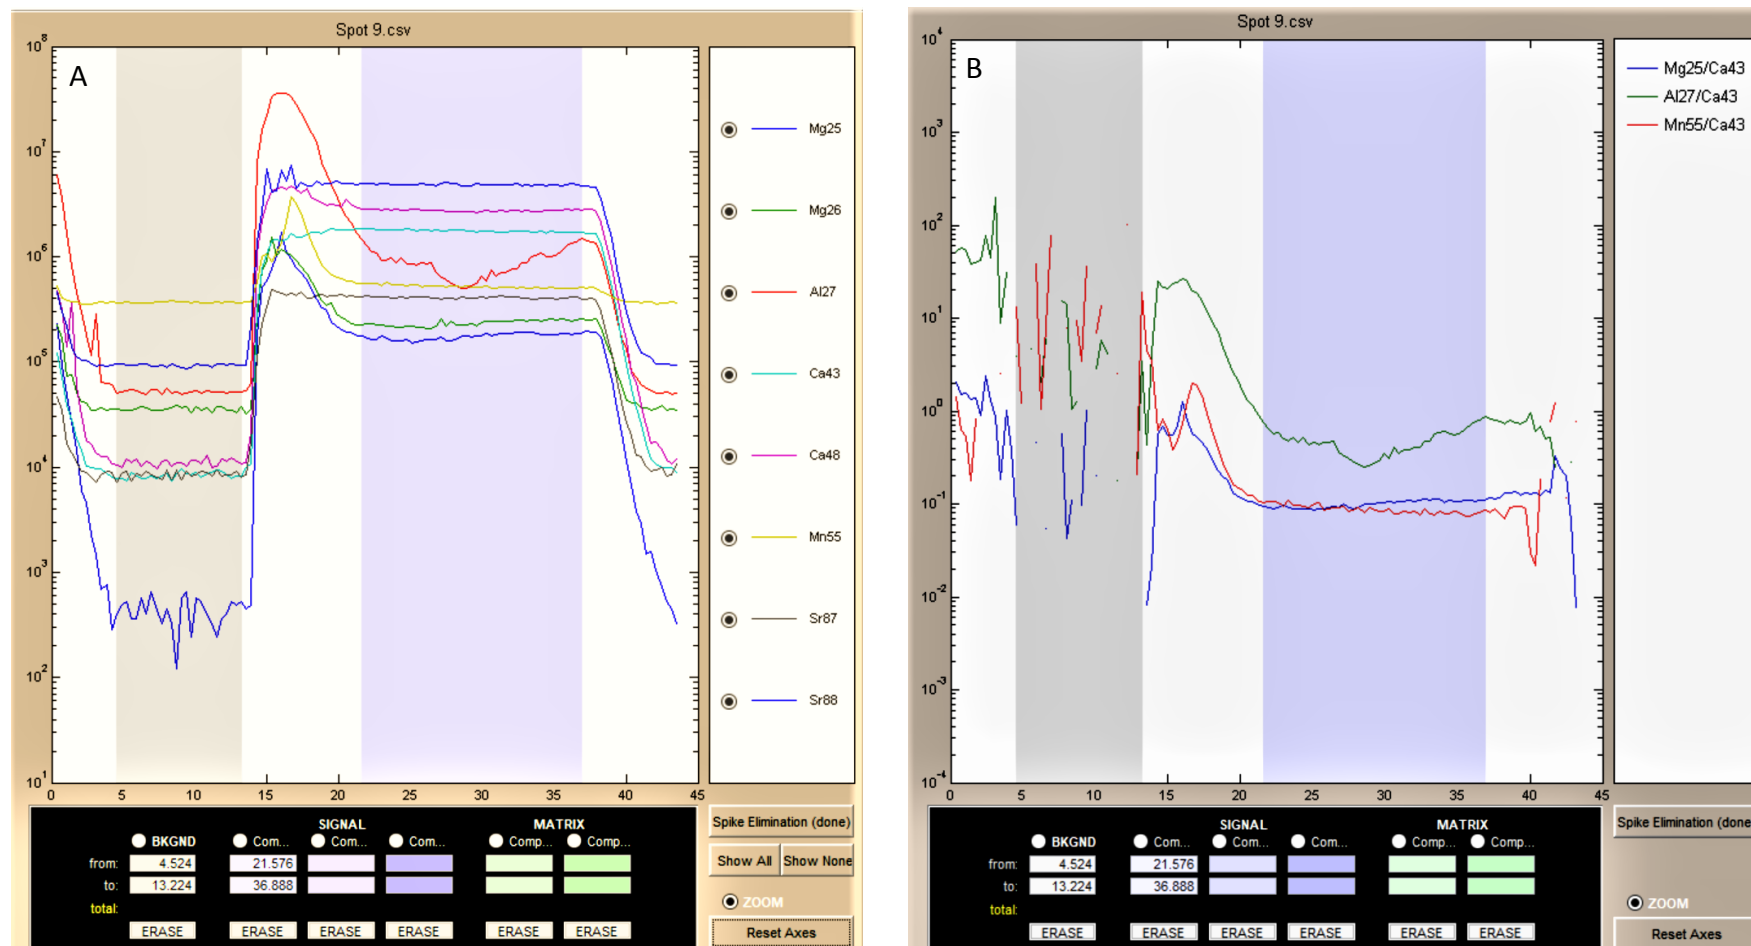 Spot 9.csv
A
10^8
10^7
10^6
10^5
10^4
10^3
10^2
10^1
0 5 10 15 20 25 30 35 40 45
Mg25
Mg26
Al27
Ca43
Ca48
Mn55
Sr87
Sr88
SIGNAL MATRIX
BKGND Com... Com... Com... Comp... Comp...
from: 4.524 21.576
to: 13.224 36.888
total:
ERASE ERASE ERASE ERASE ERASE ERASE
Spike Elimination (done)
Show All Show None
ZOOM
Reset Axes
Spot 9.csv
B
10^4
10^3
10^2
10^1
10^0
10^-1
10^-2
10^-3
10^-4
0 5 10 15 20 25 30 35 40 45
Mg25/Ca43
Al27/Ca43
Mn55/Ca43
SIGNAL MATRIX
BKGND Com... Com... Com... Comp... Comp...
from: 4.524 21.576
to: 13.224 36.888
total:
ERASE ERASE ERASE ERASE ERASE ERASE
Spike Elimination (done
ZOOM
Reset Axes